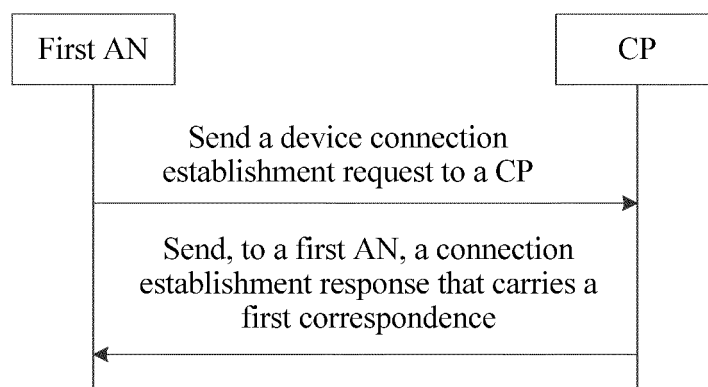 First AN
CP
Send a device connection
establishment request to a CP
Send, to a first AN, a connection
establishment response that carries a
first correspondence